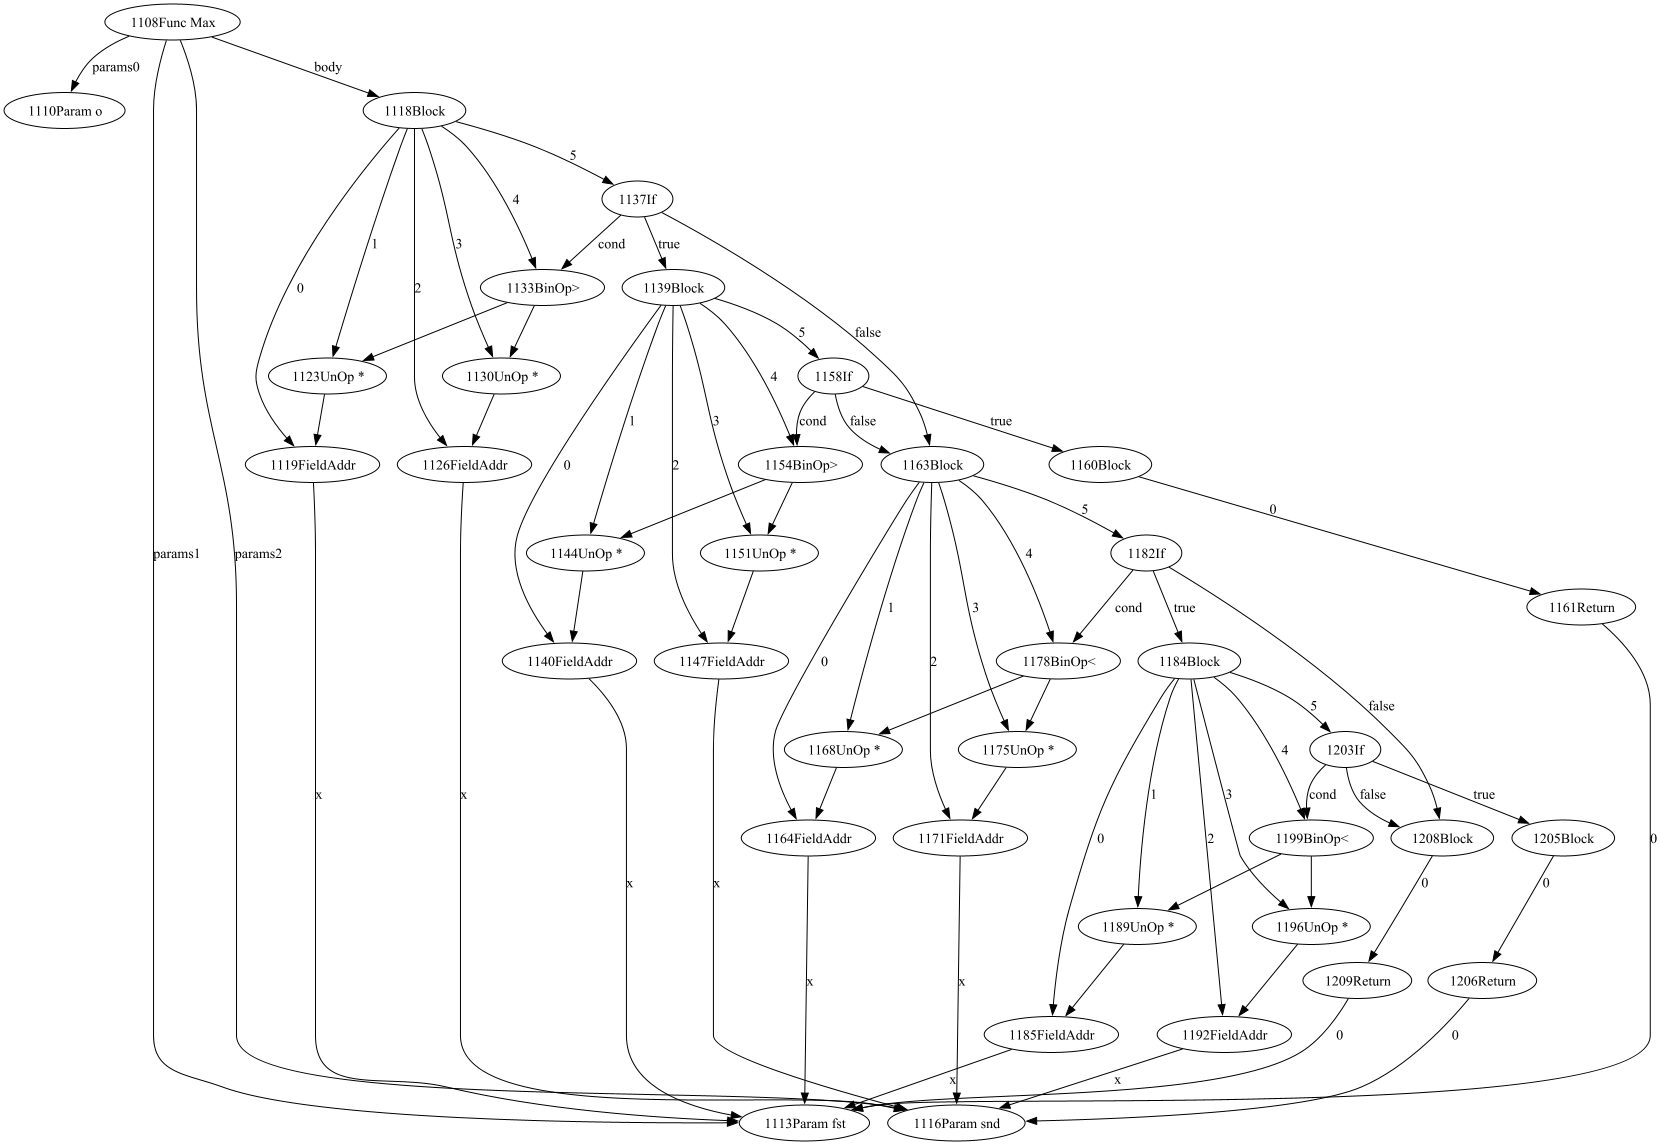 1108Func Max
params0
body
1110Param o
1118Block
5
1137If
4
0
1
2
3
cond
true
false
1133BinOp>
1139Block
5
1123UnOp *
1130UnOp *
4
1158If
0
1
2
3
cond
false
true
1119FieldAddr
1126FieldAddr
1154BinOp>
1163Block
1160Block
5
0
params1
params2
1144UnOp *
1151UnOp *
4
1182If
0
1
2
3
cond
true
false
1161Return
1140FieldAddr
1147FieldAddr
1178BinOp<
1184Block
5
1168UnOp *
1175UnOp *
4
1203If
x
x
0
1
2
3
cond
false
true
0
1164FieldAddr
1171FieldAddr
1199BinOp<
1208Block
1205Block
x
x
0
0
1189UnOp *
1196UnOp *
x
x
1209Return
1206Return
1185FieldAddr
1192FieldAddr
0
0
x
x
1113Param fst
1116Param snd